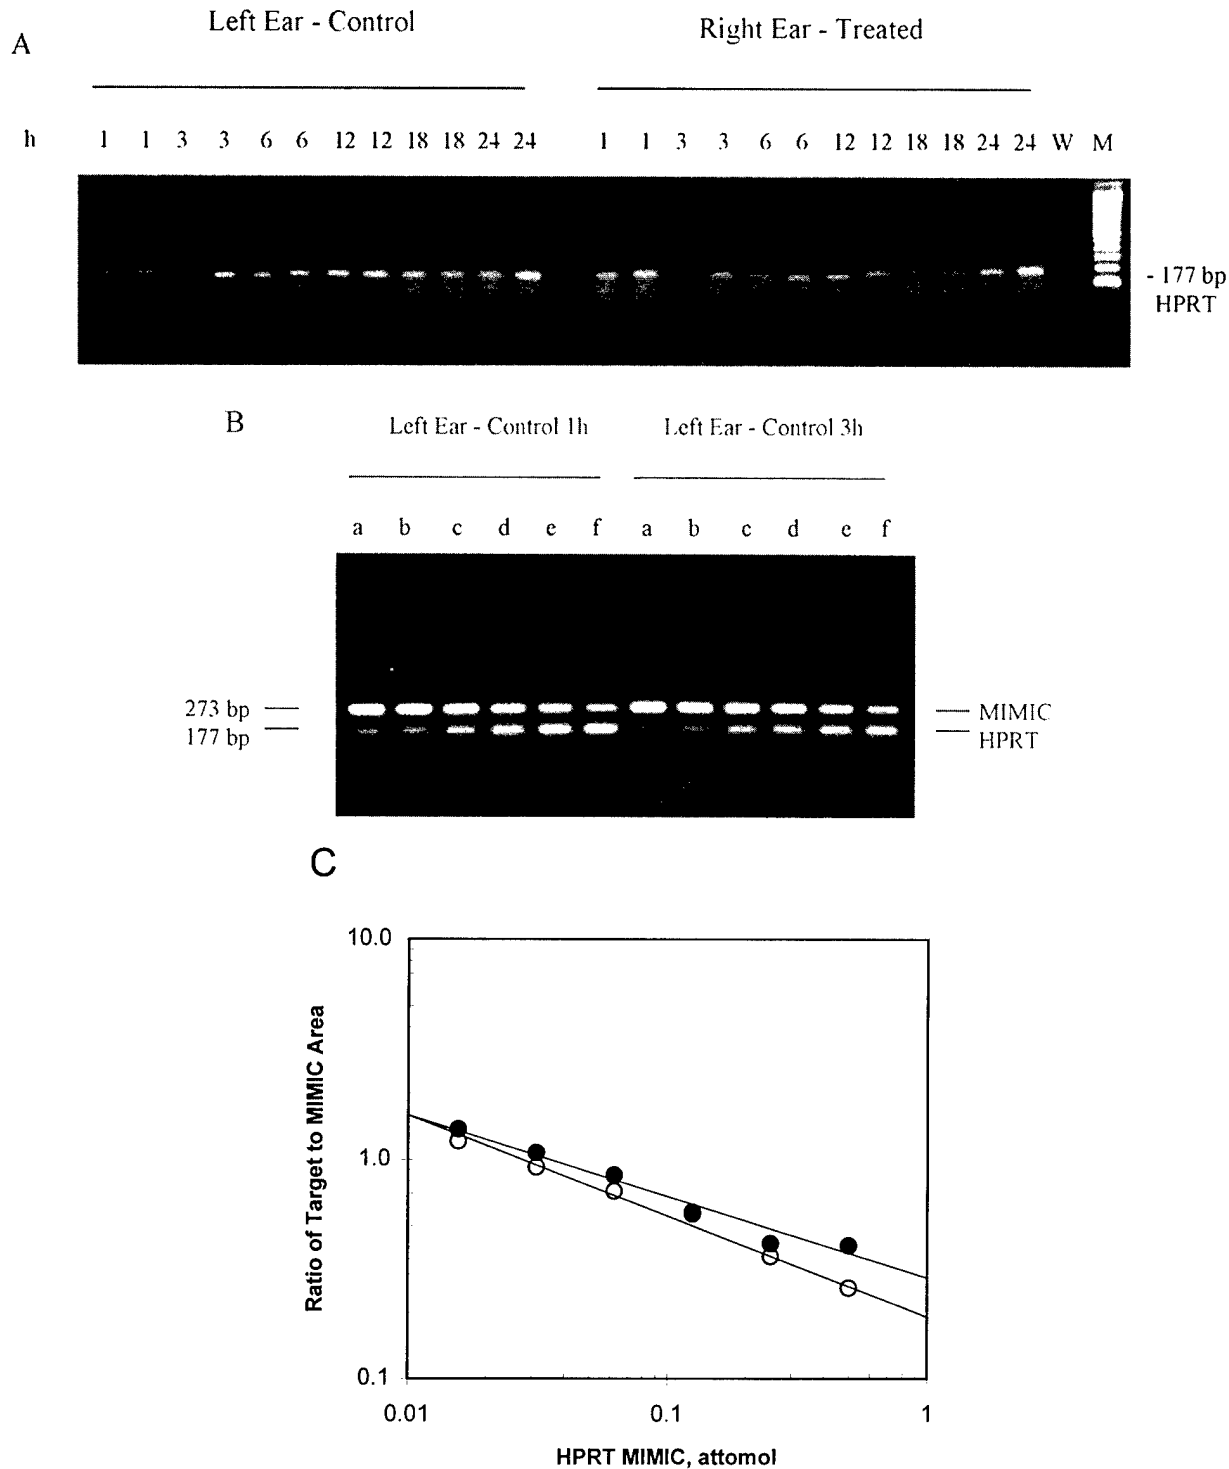 A
Left Ear - Control
Right Ear - Treated
h 1 1 3 3 6 6 12 12 18 18 24 24 1 1 3 3 6 6 12 12 18 18 24 24 W M
- 177 bp
HPRT
B
Left Ear - Control 1h
Left Ear - Control 3h
a b c d e f a b c d e f
273 bp
177 bp
MIMIC
HPRT
C
10.0
1.0
0.1
Ratio of Target to MIMIC Area
0.01 0.1 1
HPRT MIMIC, attomol